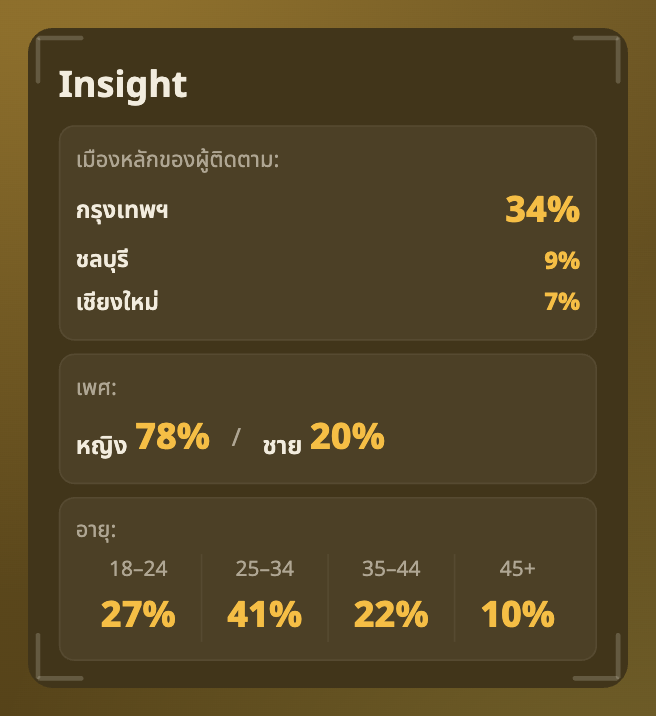 Insight
เมืองหลักของผู้ติดตาม:
กรุงเทพฯ 34%
ชลบุรี 9%
เชียงใหม่ 7%
เพศ:
หญิง 78% / ชาย 20%
อายุ:
18–24 25–34 35–44 45+
27% 41% 22% 10%